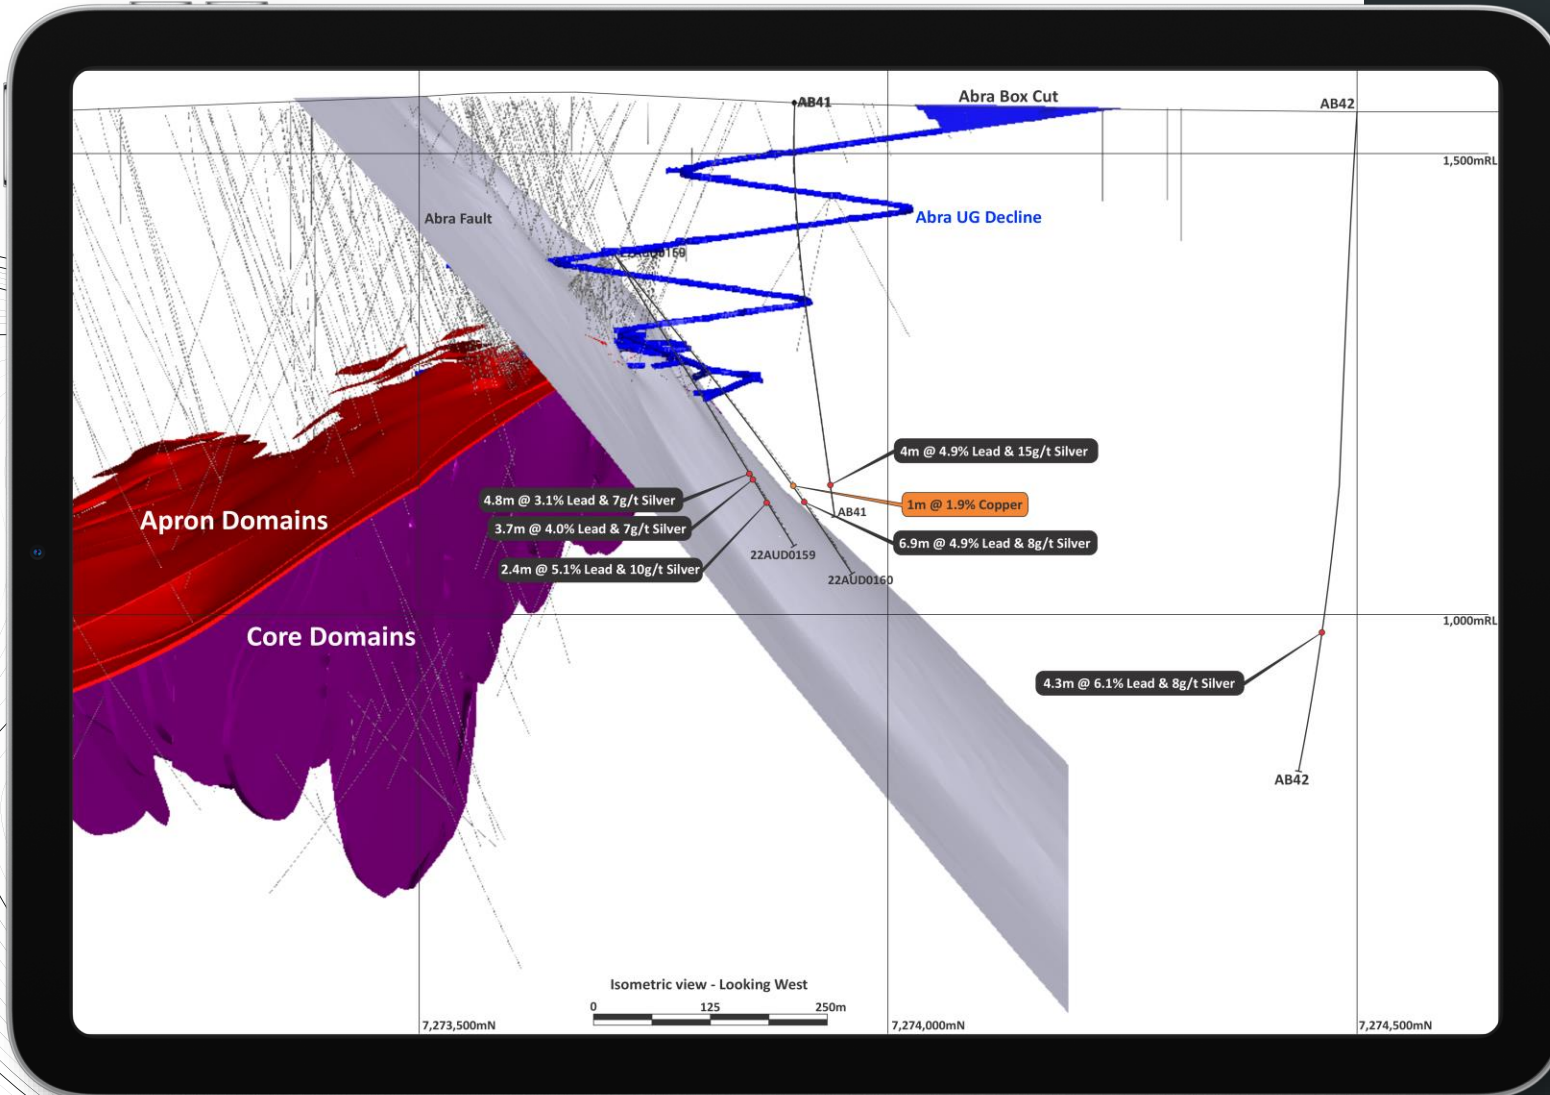 Abra Box Cut
AB41
AB42
1,500mRL
Abra Fault
Abra UG Decline
4m @ 4.9% Lead & 15g/t Silver
4.8m @ 3.1% Lead & 7g/t Silver
1m @ 1.9% Copper
AB41
Apron Domains
3.7m @ 4.0% Lead & 7g/t Silver
6.9m @ 4.9% Lead & 8g/t Silver
22AUD0159
2.4m @ 5.1% Lead & 10g/t Silver
22AUD0160
1,000mRL
Core Domains
4.3m @ 6.1% Lead & 8g/t Silver
AB42
Isometric view - Looking West
0 125 250m
7,273,500mN
7,274,000mN
7,274,500mN